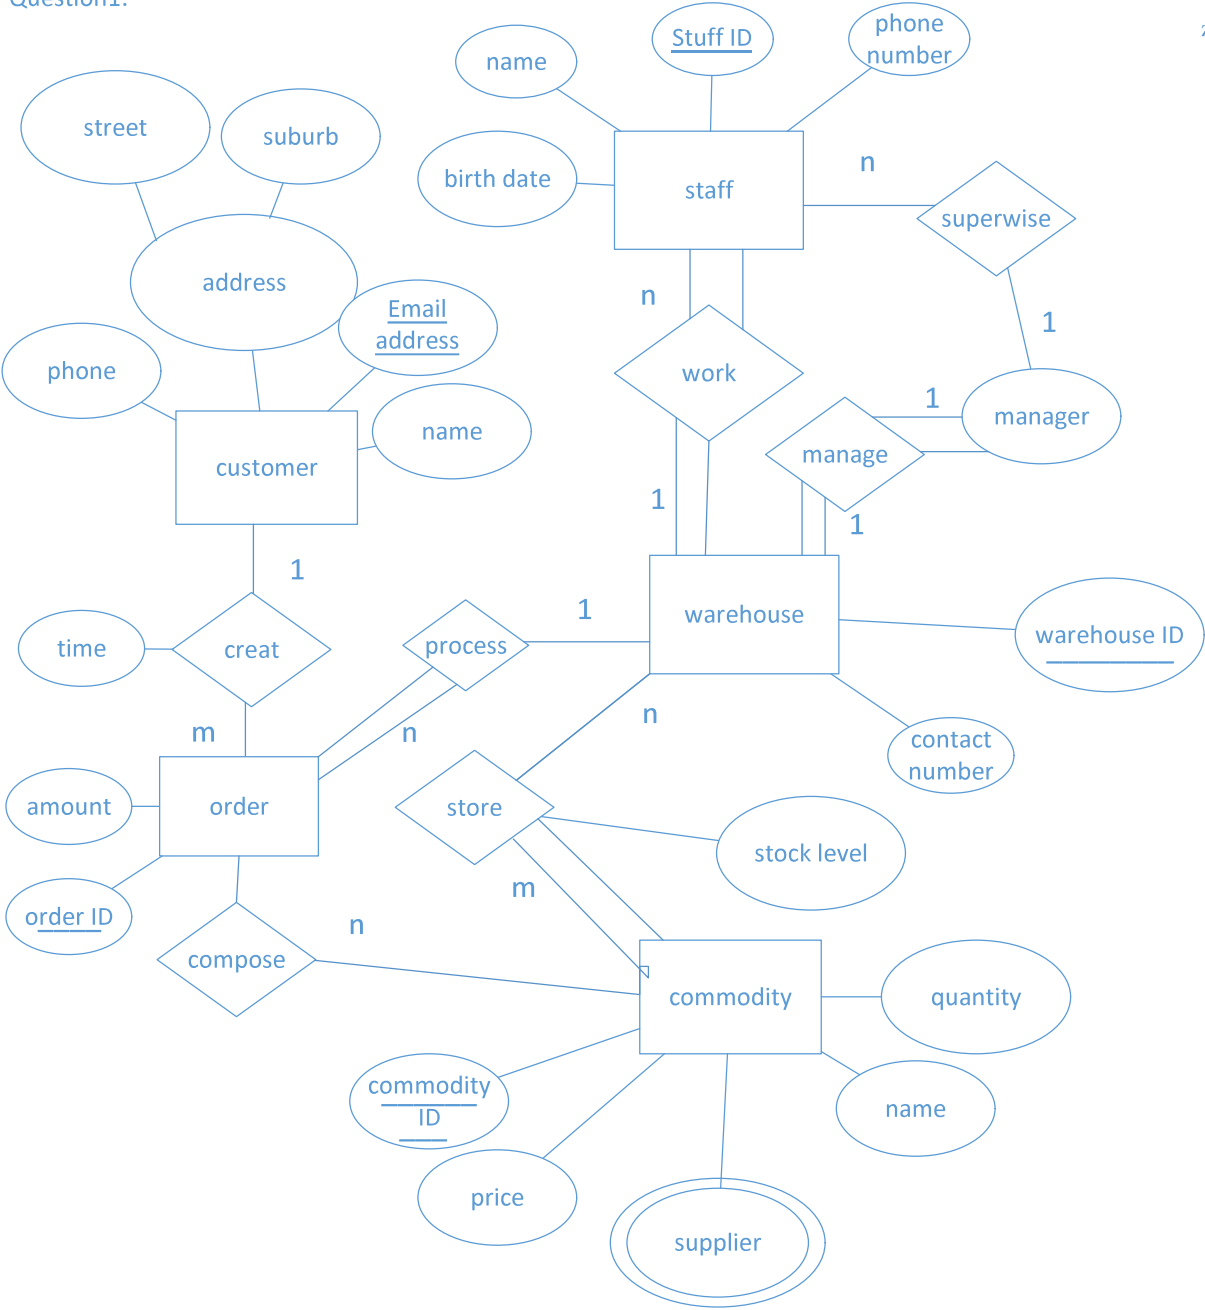 Question1:
name
Stuff ID
phone
number
street
suburb
birth date
staff
n
superwise
address
n
Email
address
1
phone
work
manager
1
name
manage
customer
1
1
1
1
warehouse
warehouse ID
time
creat
process
n
m
n
contact
number
amount
order
store
stock level
m
order ID
n
compose
commodity
quantity
commodity
ID
name
price
supplier